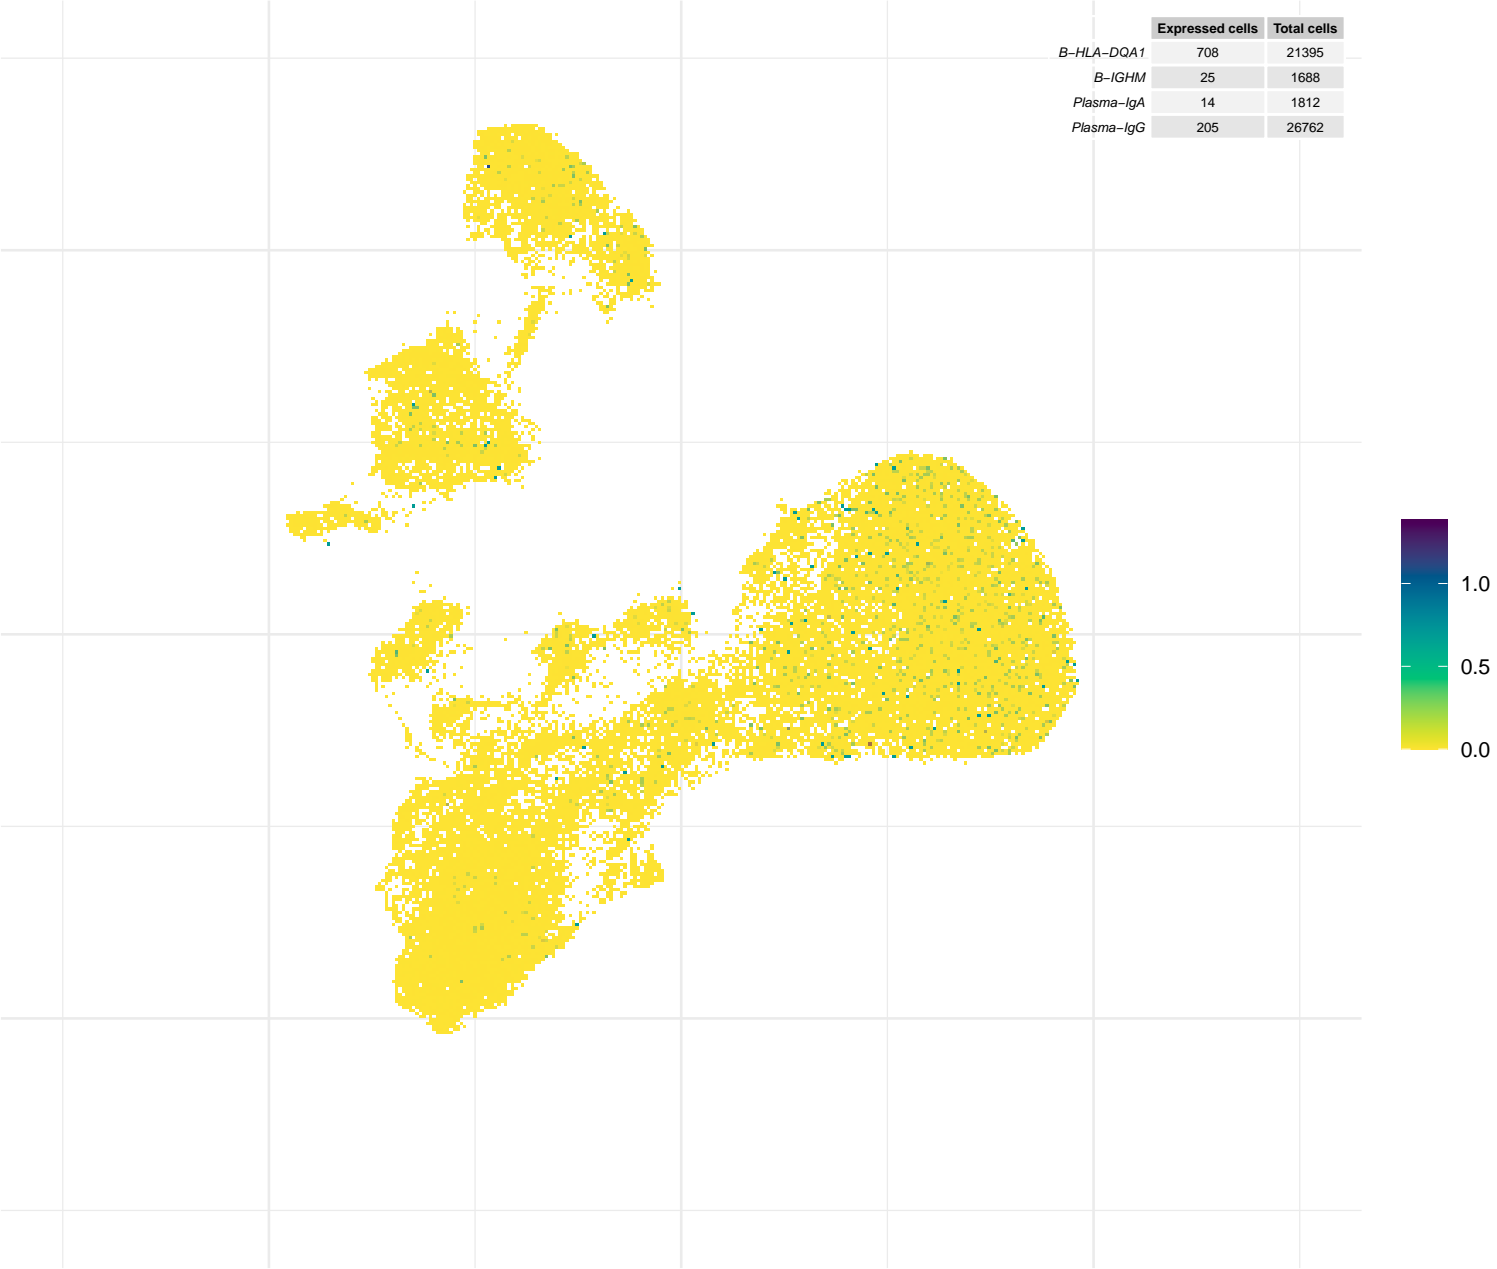 Expressed cells Total cells
B−HLA−DQA1 708 21395
B−IGHM 25 1688
Plasma−IgA 14 1812
Plasma−IgG 205 26762
1.0
0.5
0.0